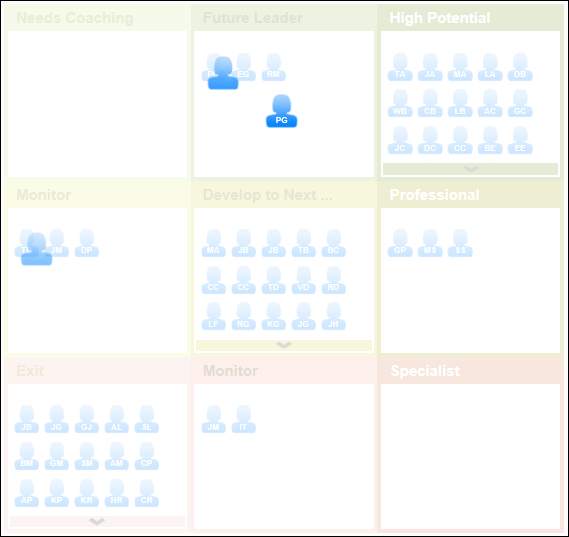 Needs Coaching
Future Leader
High Potential
EG RM
TA JA MA LA DB
PG
WB CB LB AC GC
JC DC CC BE EE
Monitor
Develop to Next ...
Professional
JM DP
MA JB JB TB BC
GP MS SS
CC CC TD VD RD
LF RG KG JG JH
Exit
Monitor
Specialist
JB JG GJ AL SL
JM IT
BM GM SM AM CP
AP KP KR HR CR